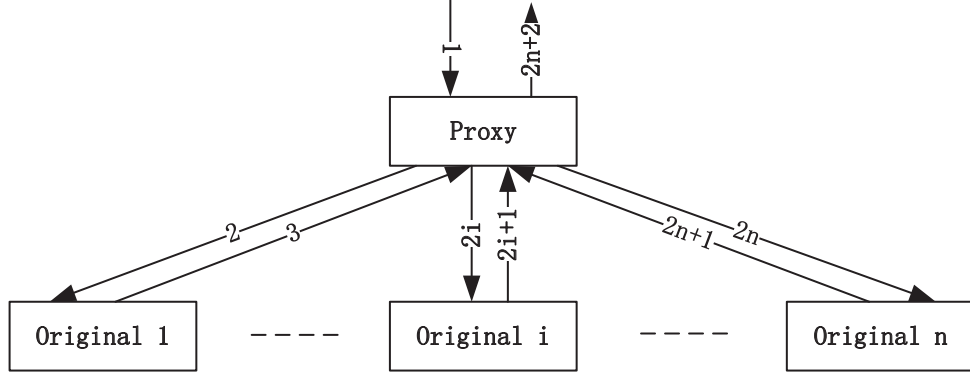 1
2n+2
Proxy
2
3
2i
2i+1
2n+1
2n
Original 1
Original i
Original n